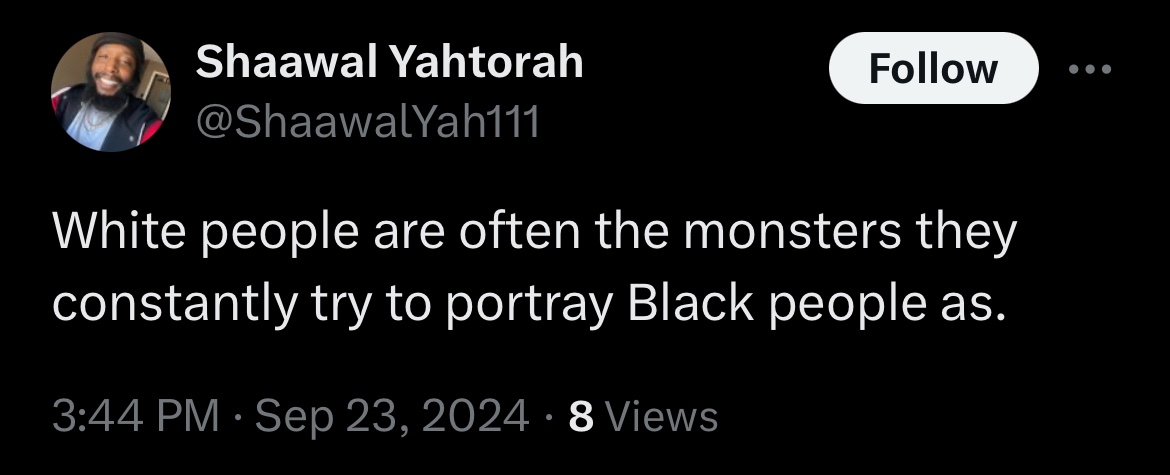 Shaawal Yahtorah
@ShaawalYah111
Follow
White people are often the monsters they
constantly try to portray Black people as.
3:44 PM · Sep 23, 2024 · 8 Views